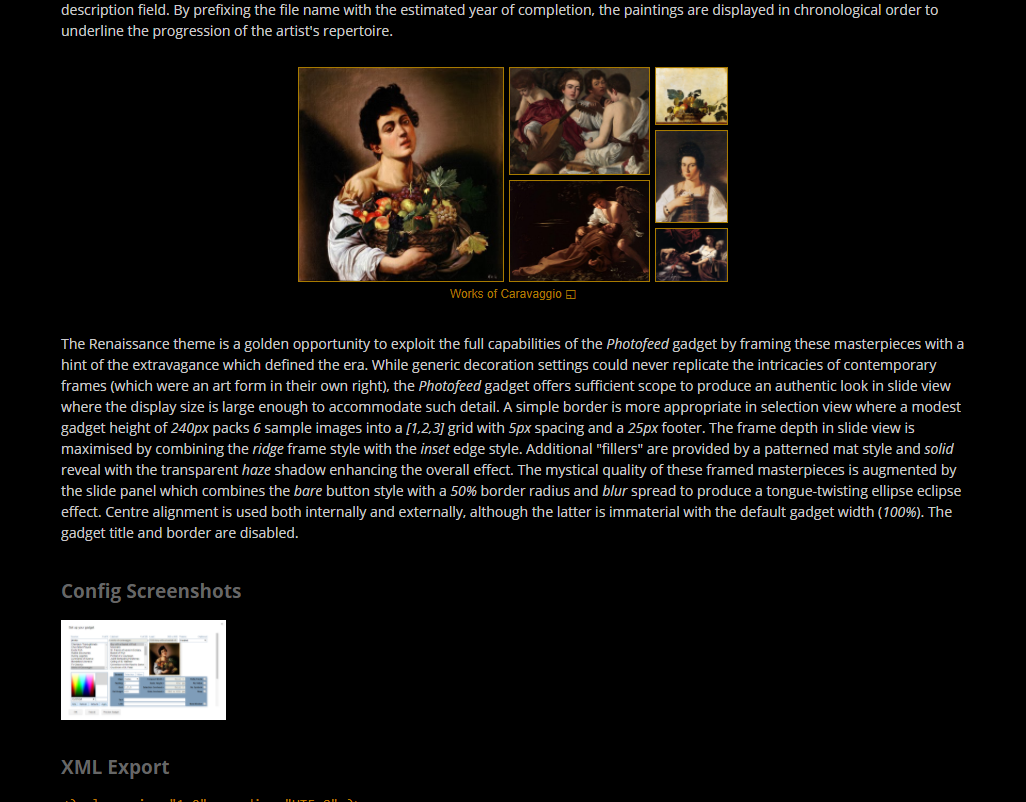 description field. By prefixing the file name with the estimated year of completion, the paintings are displayed in chronological order to
underline the progression of the artist's repertoire.
Works of Caravaggio
The Renaissance theme is a golden opportunity to exploit the full capabilities of the Photofeed gadget by framing these masterpieces with a
hint of the extravagance which defined the era. While generic decoration settings could never replicate the intricacies of contemporary
frames (which were an art form in their own right), the Photofeed gadget offers sufficient scope to produce an authentic look in slide view
where the display size is large enough to accommodate such detail. A simple border is more appropriate in selection view where a modest
gadget height of 240px packs 6 sample images into a [1,2,3] grid with 5px spacing and a 25px footer. The frame depth in slide view is
maximised by combining the ridge frame style with the inset edge style. Additional "fillers" are provided by a patterned mat style and solid
reveal with the transparent haze shadow enhancing the overall effect. The mystical quality of these framed masterpieces is augmented by
the slide panel which combines the bare button style with a 50% border radius and blur spread to produce a tongue-twisting ellipse eclipse
effect. Centre alignment is used both internally and externally, although the latter is immaterial with the default gadget width (100%). The
gadget title and border are disabled.
Config Screenshots
XML Export